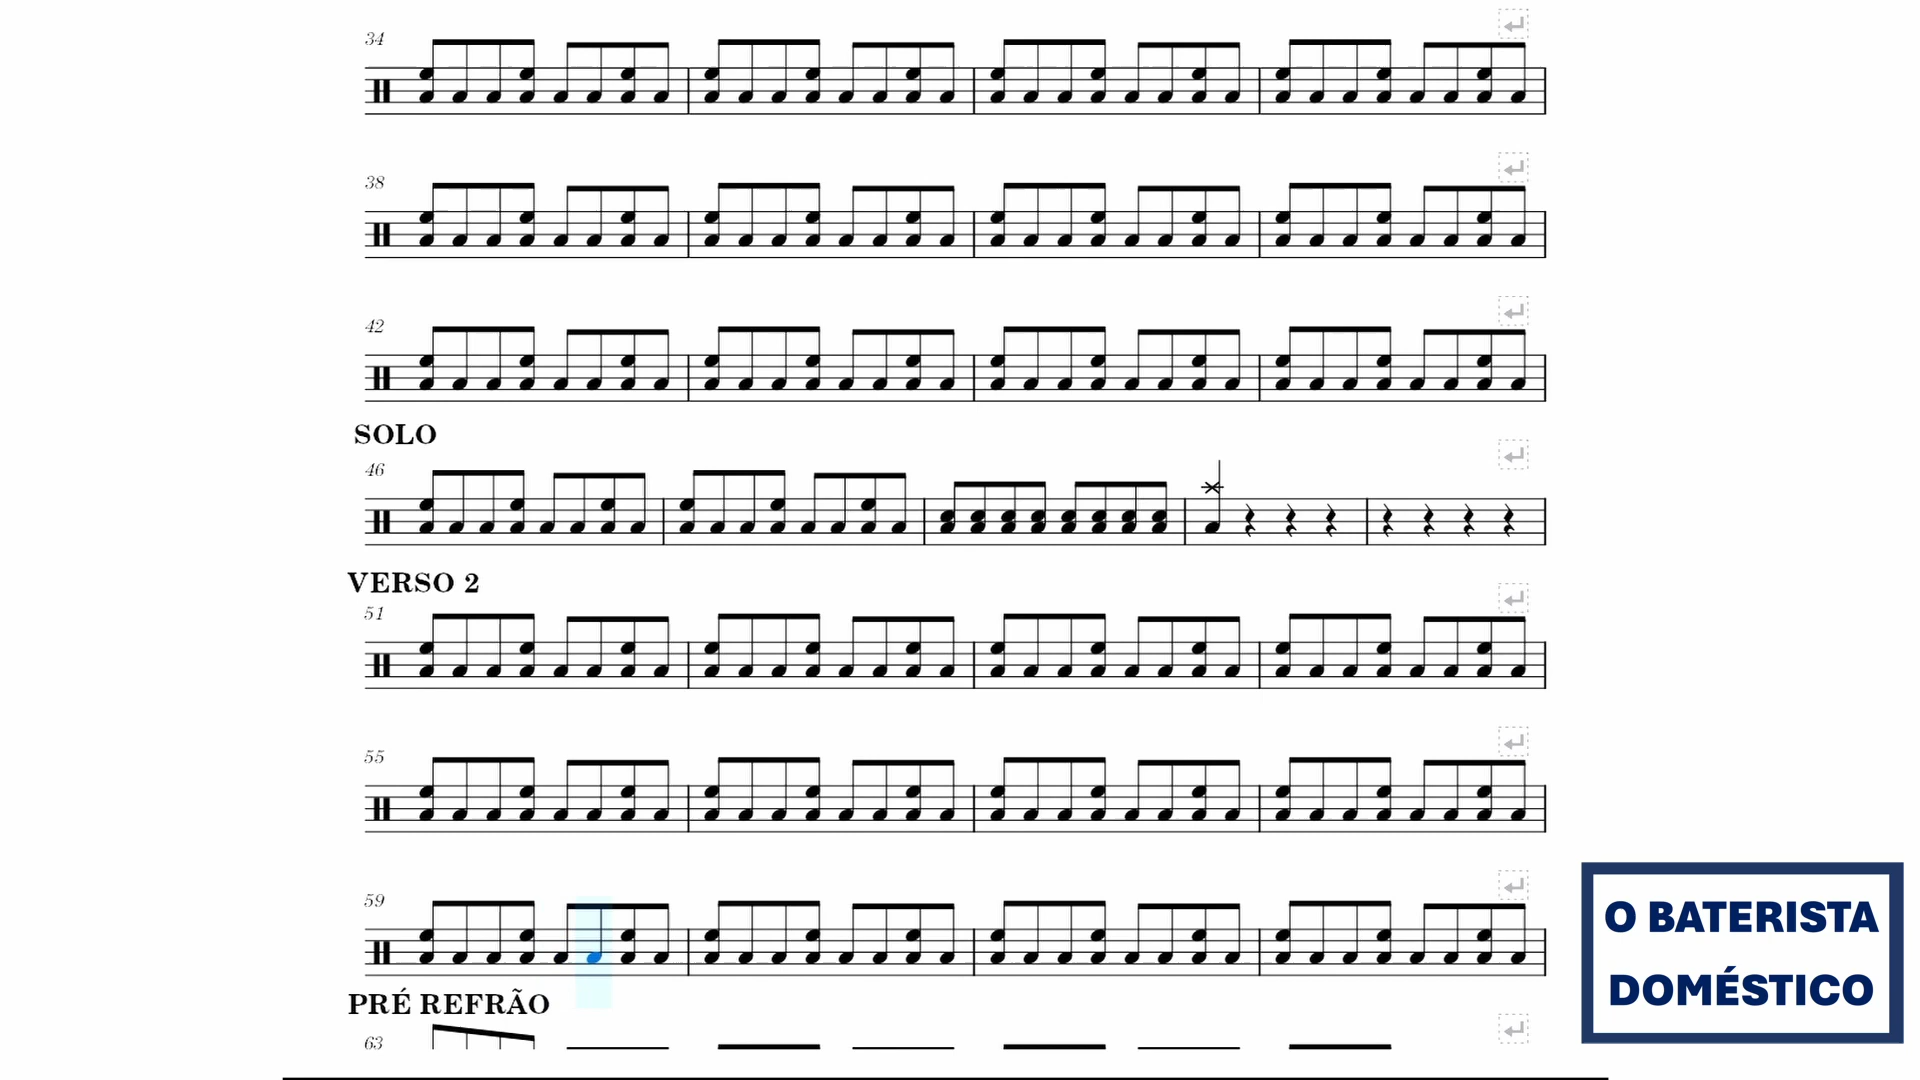 34
38
42
SOLO
46
VERSO 2
51
55
59
O BATERISTA
DOMÉSTICO
PRÉ REFRÃO
63